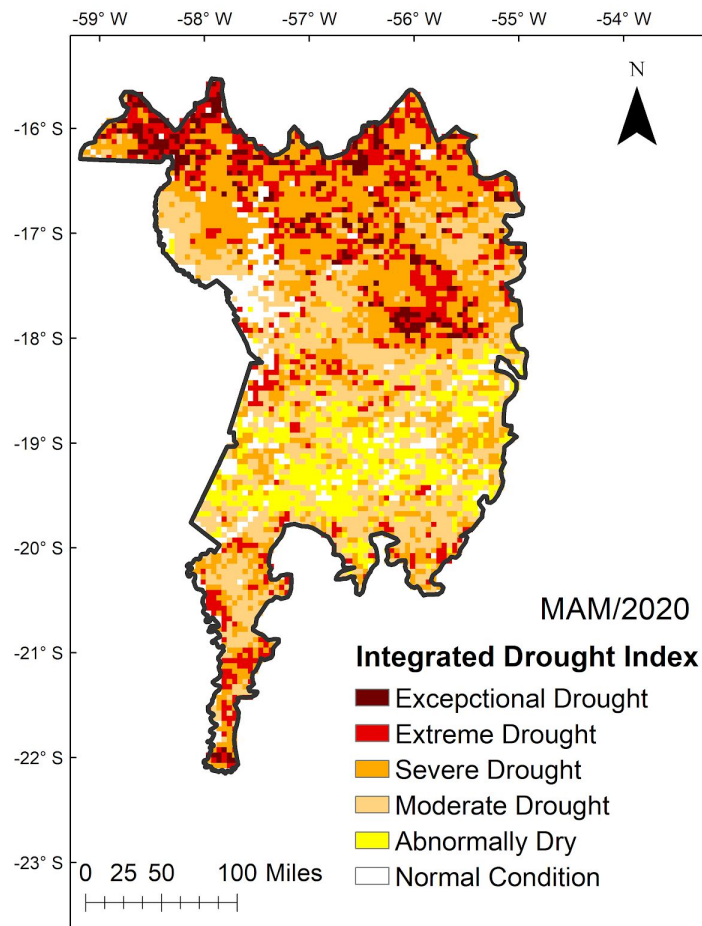 -59° W -58° W -57° W -56° W -55° W -54° W
N
-16° S
-17° S
-18° S
-19° S
-20° S
-21° S
-22° S
-23° S
MAM/2020
Integrated Drought Index
Excepctional Drought
Extreme Drought
Severe Drought
Moderate Drought
Abnormally Dry
Normal Condition
0 25 50 100 Miles